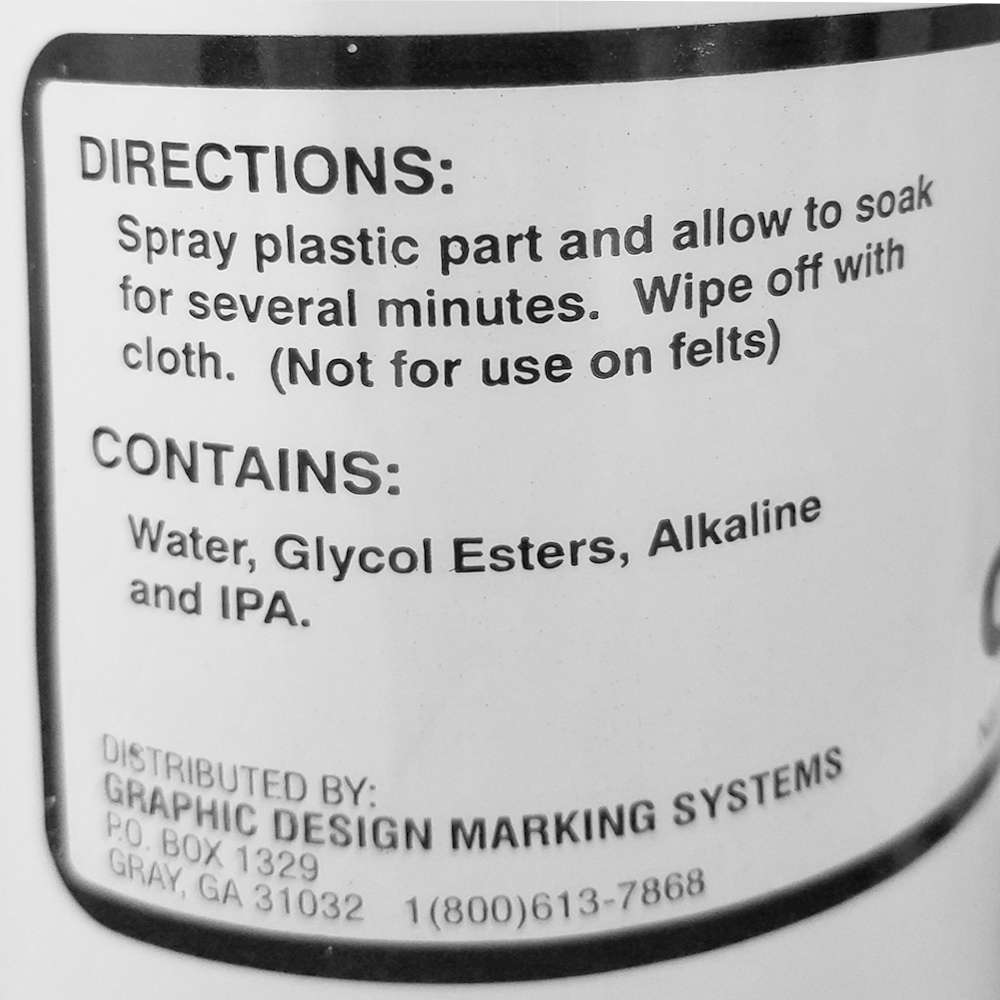 DIRECTIONS:
Spray plastic part and allow to soak
for several minutes. Wipe off with
cloth. (Not for use on felts)
CONTAINS:
Water, Glycol Esters, Alkaline
and IPA.
DISTRIBUTED BY:
GRAPHIC DESIGN MARKING SYSTEMS
P.O. BOX 1329
GRAY, GA 31032 1(800)613-7868